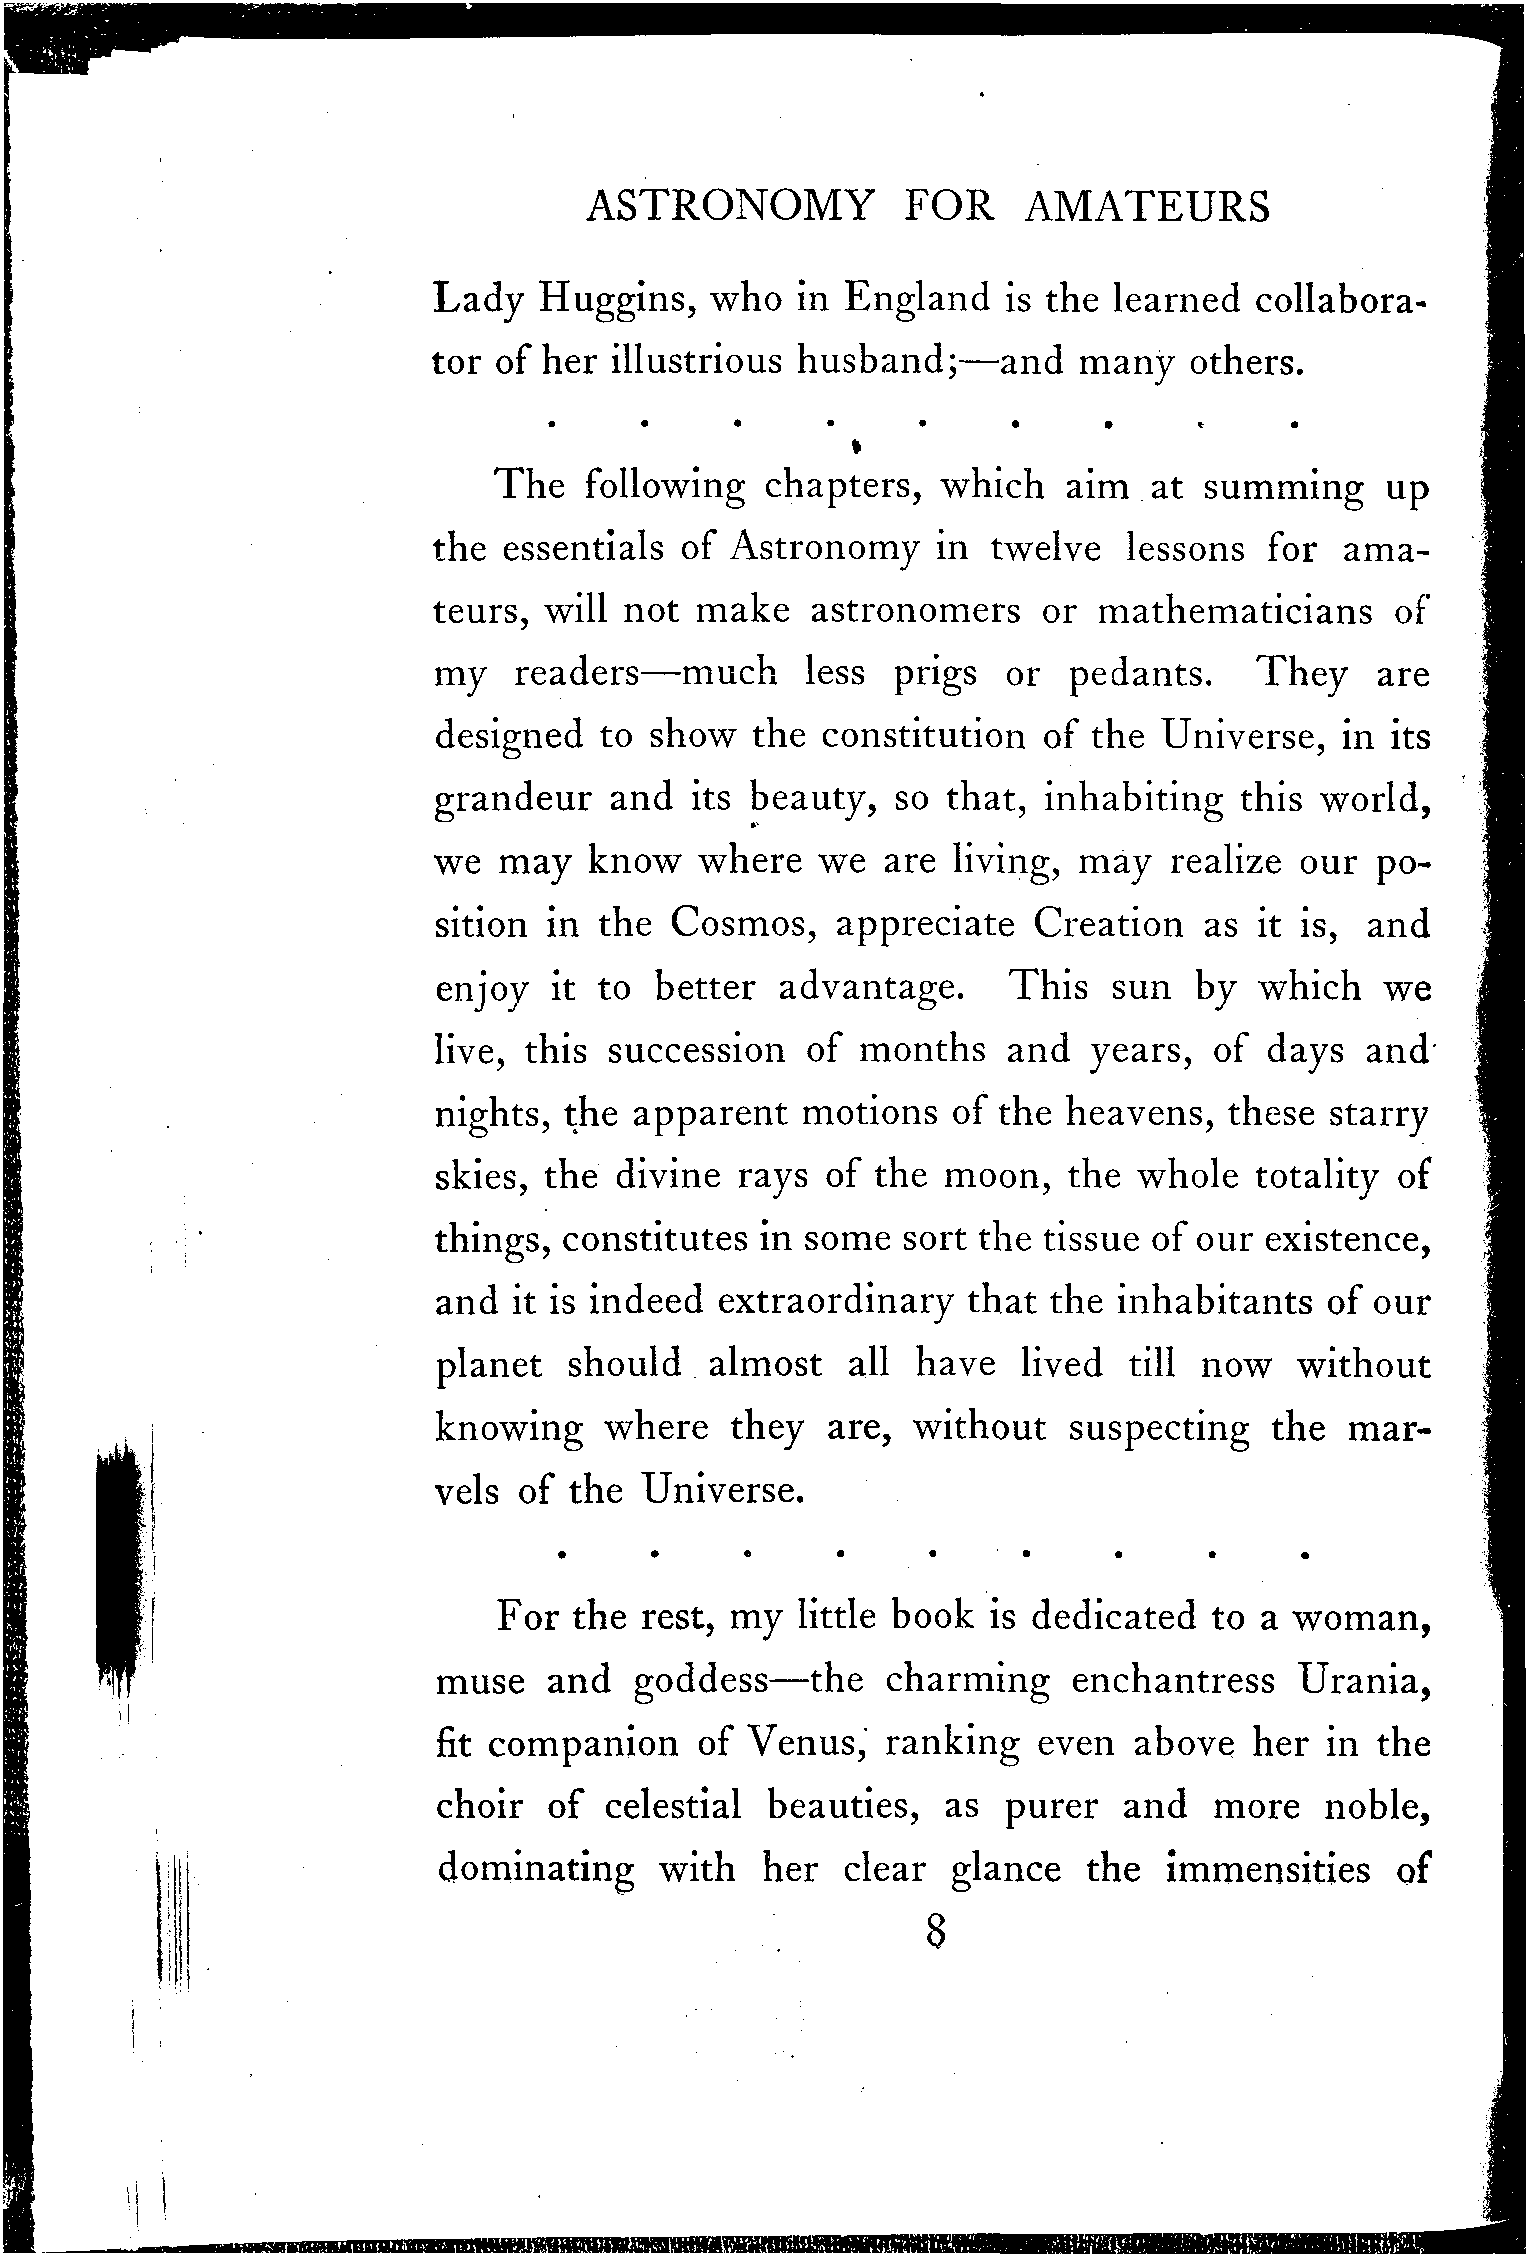 ASTRONOMY FOR AMATEURS
Lady Huggins, who in England is the learned collabora-
tor of her illustrious husband;—and many others.
. . . . . . . . .
The following chapters, which aim at summing up
the essentials of Astronomy in twelve lessons for ama-
teurs, will not make astronomers or mathematicians of
my readers—much less prigs or pedants. They are
designed to show the constitution of the Universe, in its
grandeur and its beauty, so that, inhabiting this world,
we may know where we are living, may realize our po-
sition in the Cosmos, appreciate Creation as it is, and
enjoy it to better advantage. This sun by which we
live, this succession of months and years, of days and
nights, the apparent motions of the heavens, these starry
skies, the divine rays of the moon, the whole totality of
things, constitutes in some sort the tissue of our existence,
and it is indeed extraordinary that the inhabitants of our
planet should almost all have lived till now without
knowing where they are, without suspecting the mar-
vels of the Universe.
. . . . . . . . .
For the rest, my little book is dedicated to a woman,
muse and goddess—the charming enchantress Urania,
fit companion of Venus, ranking even above her in the
choir of celestial beauties, as purer and more noble,
dominating with her clear glance the immensities of
8